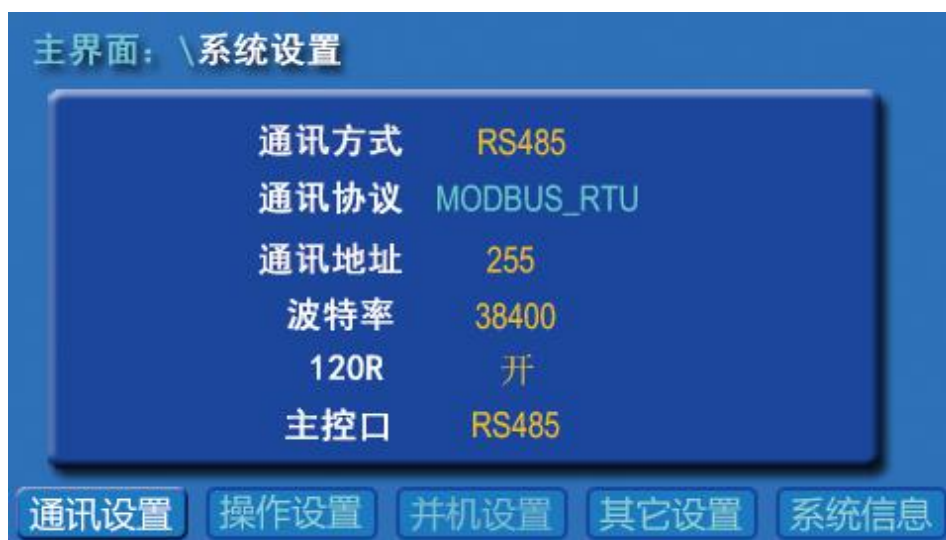 主界面：\系统设置
通讯方式 RS485
通讯协议 MODBUS_RTU
通讯地址 255
波特率 38400
120R 开
主控口 RS485
通讯设置 操作设置 并机设置 其它设置 系统信息